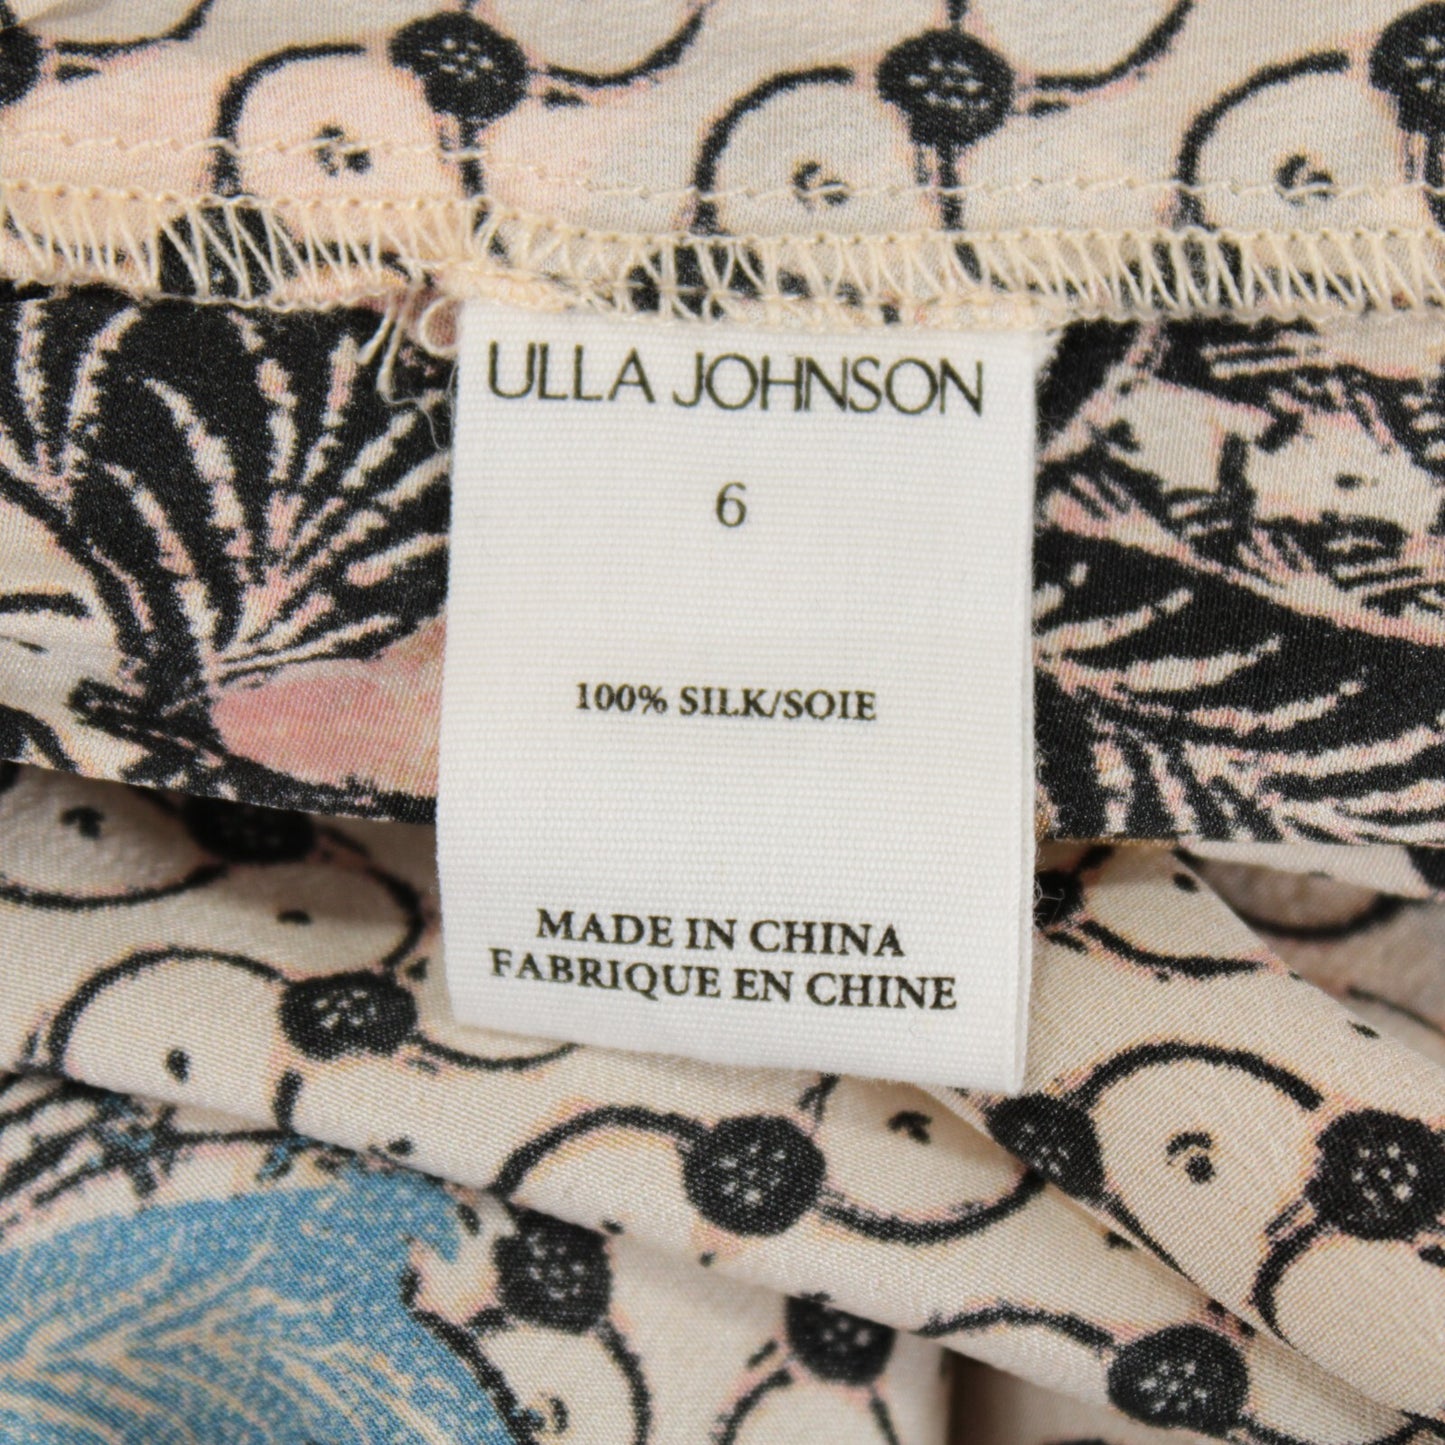 ULLA JOHNSON
6
100% SILK/SOIE
MADE IN CHINA
FABRIQUE EN CHINE